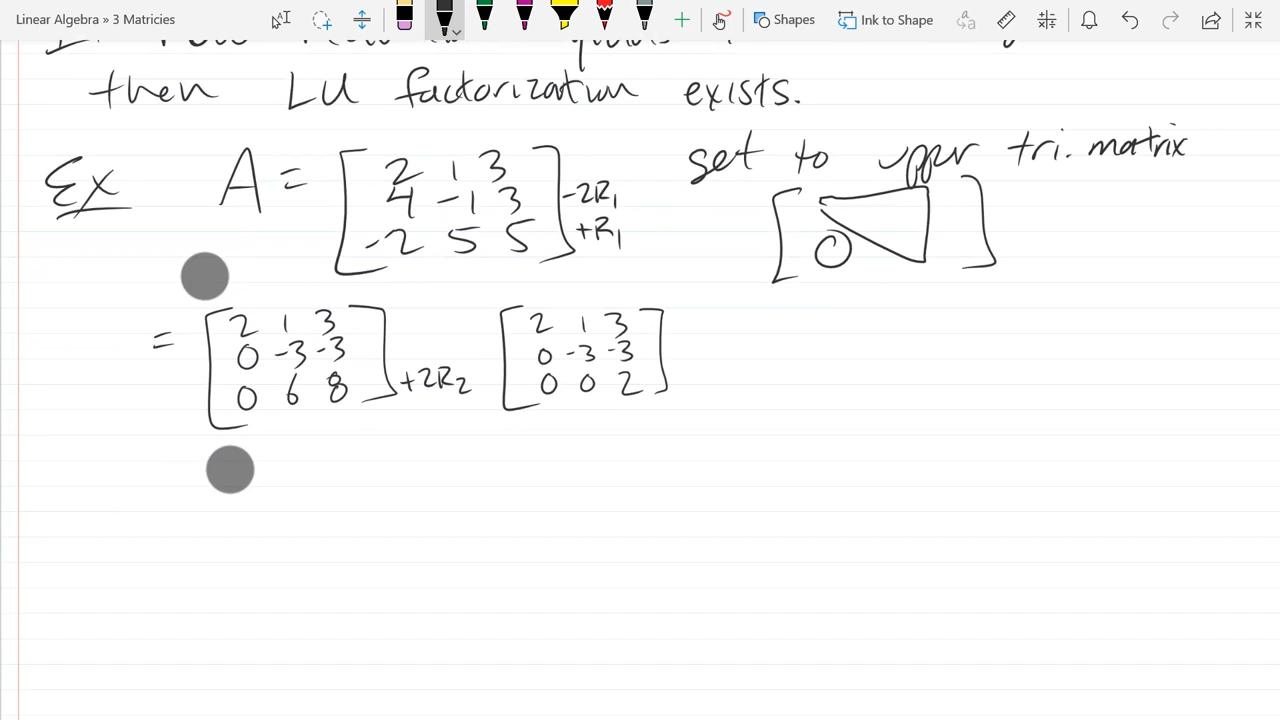 Linear Algebra » 3 Matricies
Shapes
Ink to Shape
then LU factorization exists.
set to upper tri. matrix
Ex A = [ 2 1 3
4 -1 3 -2R₁
-2 5 5 ] +R₁
0
= [ 2 1 3
0 -3 -3
0 6 8 ] +2R₂
[ 2 1 3
0 -3 -3
0 0 2 ]